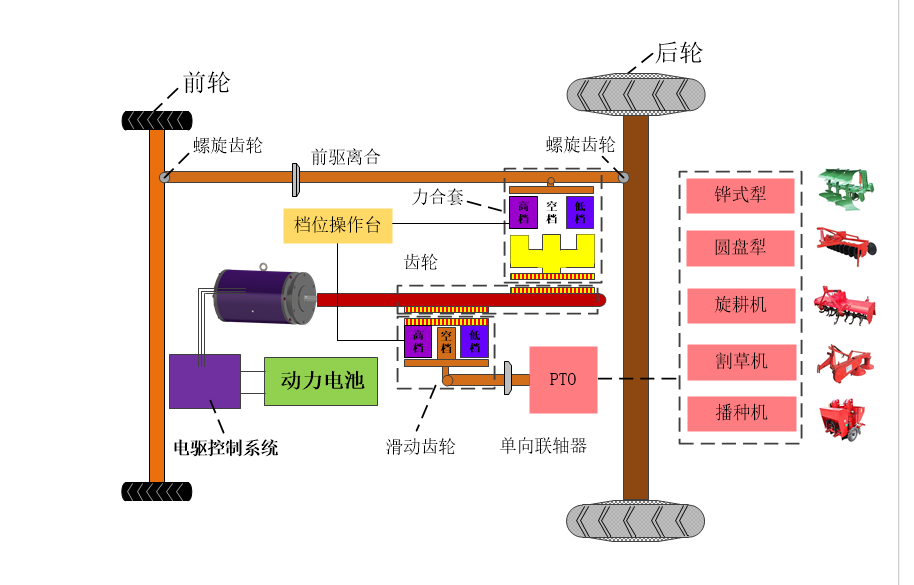 后轮
前轮
螺旋齿轮
前驱离合
螺旋齿轮
力合套
高档
空档
低档
铧式犁
档位操作台
圆盘犁
齿轮
旋耕机
高档
空档
低档
割草机
动力电池
PTO
播种机
电驱控制系统
滑动齿轮
单向联轴器